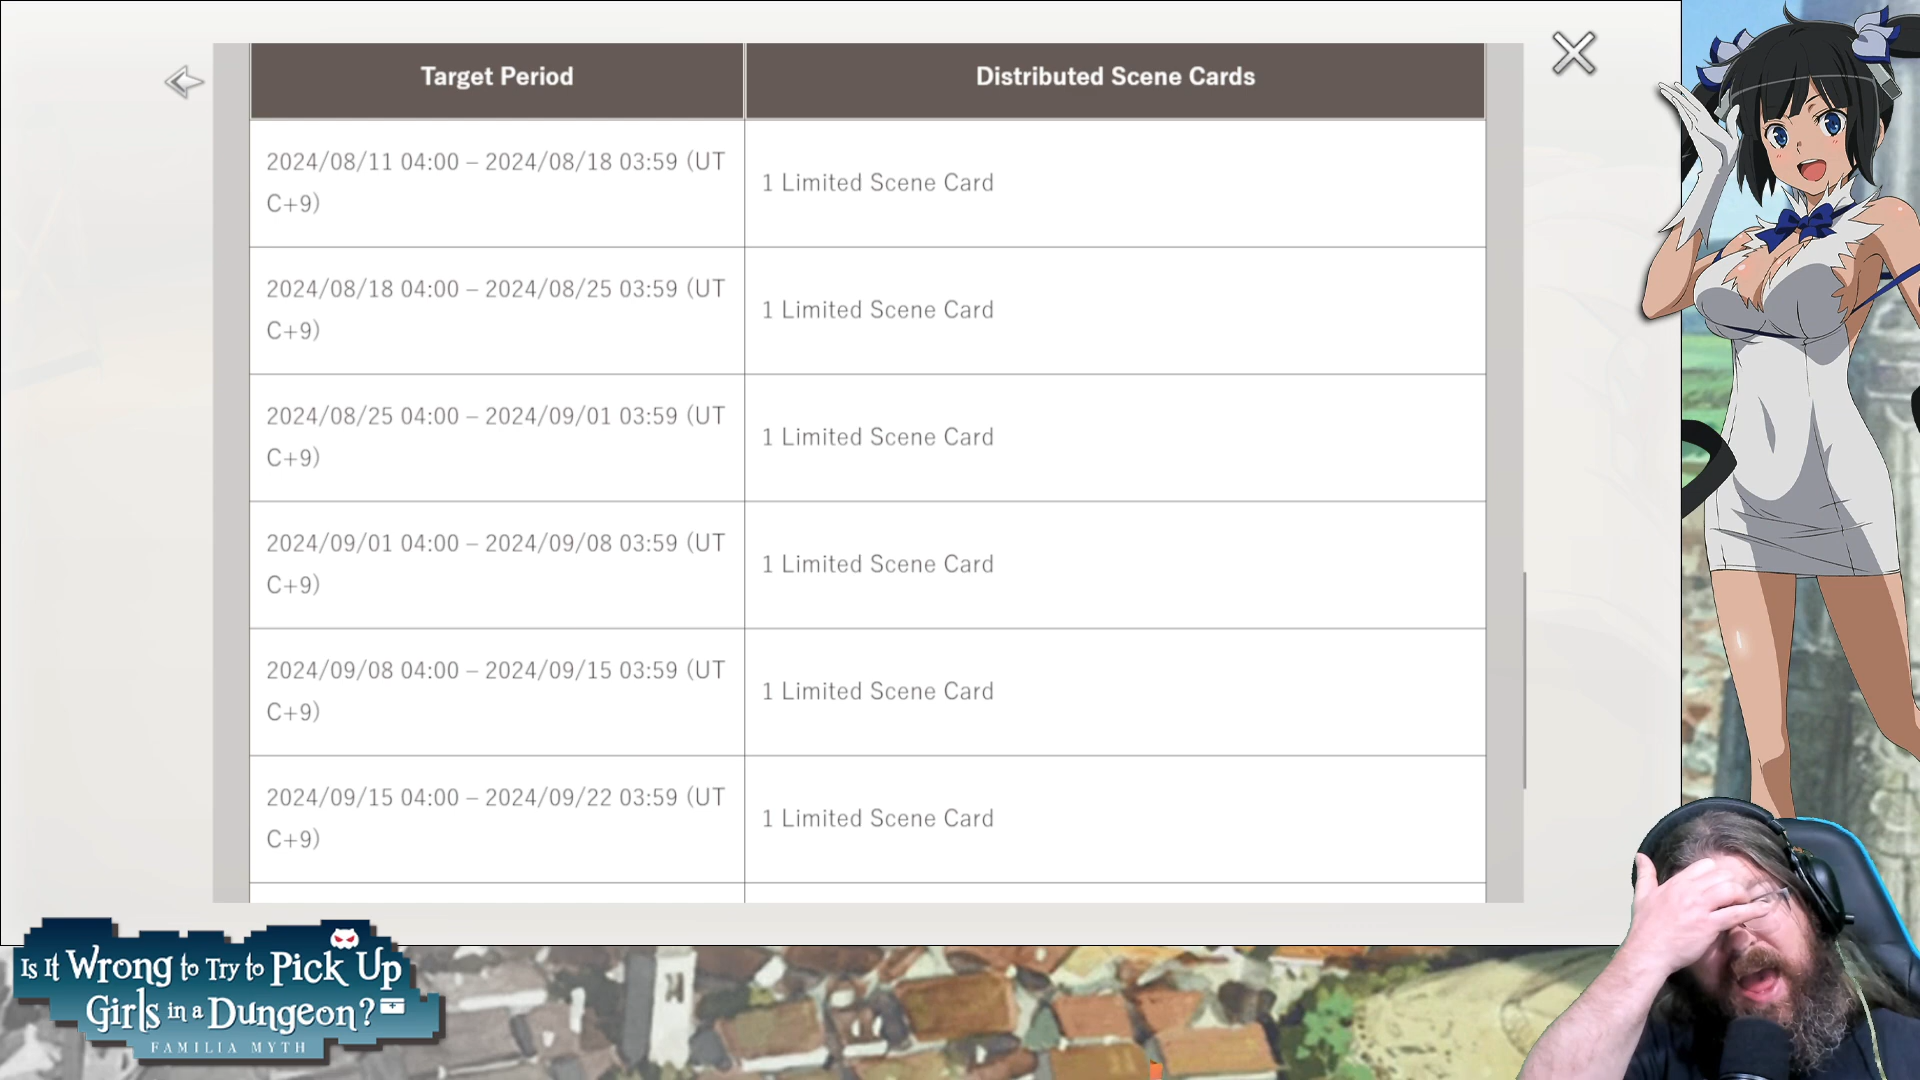 Target Period
Distributed Scene Cards
2024/08/11 04:00 – 2024/08/18 03:59 (UT
C+9)
1 Limited Scene Card
2024/08/18 04:00 – 2024/08/25 03:59 (UT
C+9)
1 Limited Scene Card
2024/08/25 04:00 – 2024/09/01 03:59 (UT
C+9)
1 Limited Scene Card
2024/09/01 04:00 – 2024/09/08 03:59 (UT
C+9)
1 Limited Scene Card
2024/09/08 04:00 – 2024/09/15 03:59 (UT
C+9)
1 Limited Scene Card
2024/09/15 04:00 – 2024/09/22 03:59 (UT
C+9)
1 Limited Scene Card
Is It Wrong to Try to Pick Up
Girls in a Dungeon?
FAMILIA MYTH